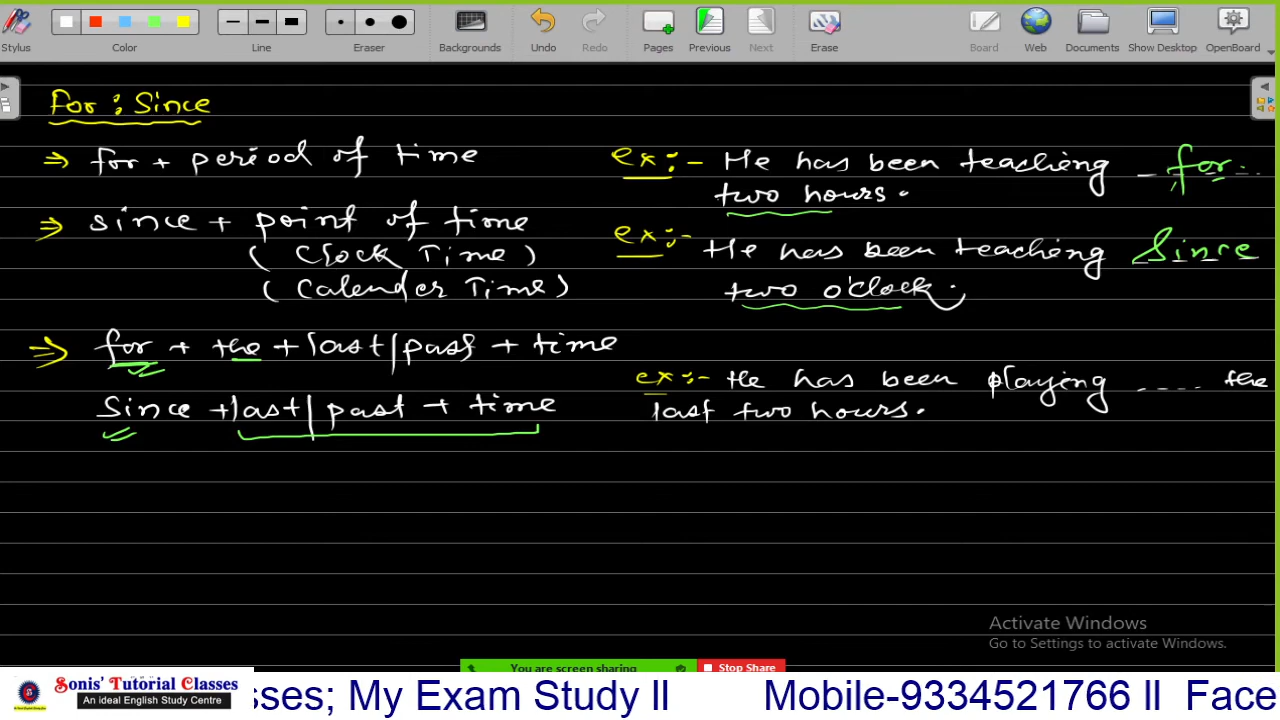 Stylus
Color
Line
Eraser
Backgrounds
Undo
Redo
Pages
Previous
Next
Erase
Board
Web
Documents
Show Desktop
OpenBoard
For : Since
⇒ for + period of time
⇒ since + point of time
( Clock Time )
( Calender Time )
⇒ for + the + last | past + time
Since + last | past + time
ex:- He has been teaching for
two hours.
ex:- He has been teaching Since
two o'clock.
ex:- He has been playing .... the
last two hours.
Activate Windows
Go to Settings to activate Windows.
You are screen sharing
Stop Share
Sonis' Tutorial Classes
An ideal English Study Centre
sses; My Exam Study ll Mobile-9334521766 ll Face